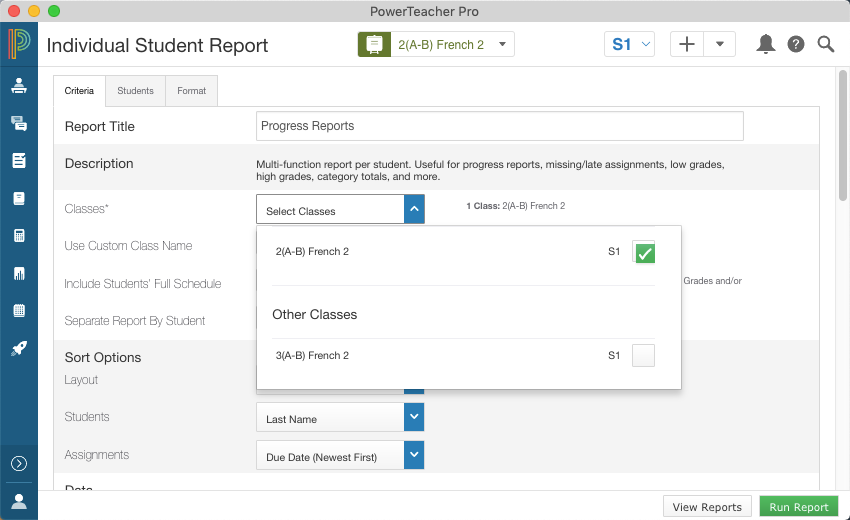 PowerTeacher Pro
Individual Student Report
2(A-B) French 2
S1
Criteria
Students
Format
Report Title
Progress Reports
Description
Multi-function report per student. Useful for progress reports, missing/late assignments, low grades,
high grades, category totals, and more.
Classes*
Select Classes
1 Class: 2(A-B) French 2
2(A-B) French 2
S1
Use Custom Class Name
Include Students' Full Schedule
Grades and/or
Other Classes
Separate Report By Student
3(A-B) French 2
S1
Sort Options
Layout
Students
Last Name
Assignments
Due Date (Newest First)
View Reports
Run Report